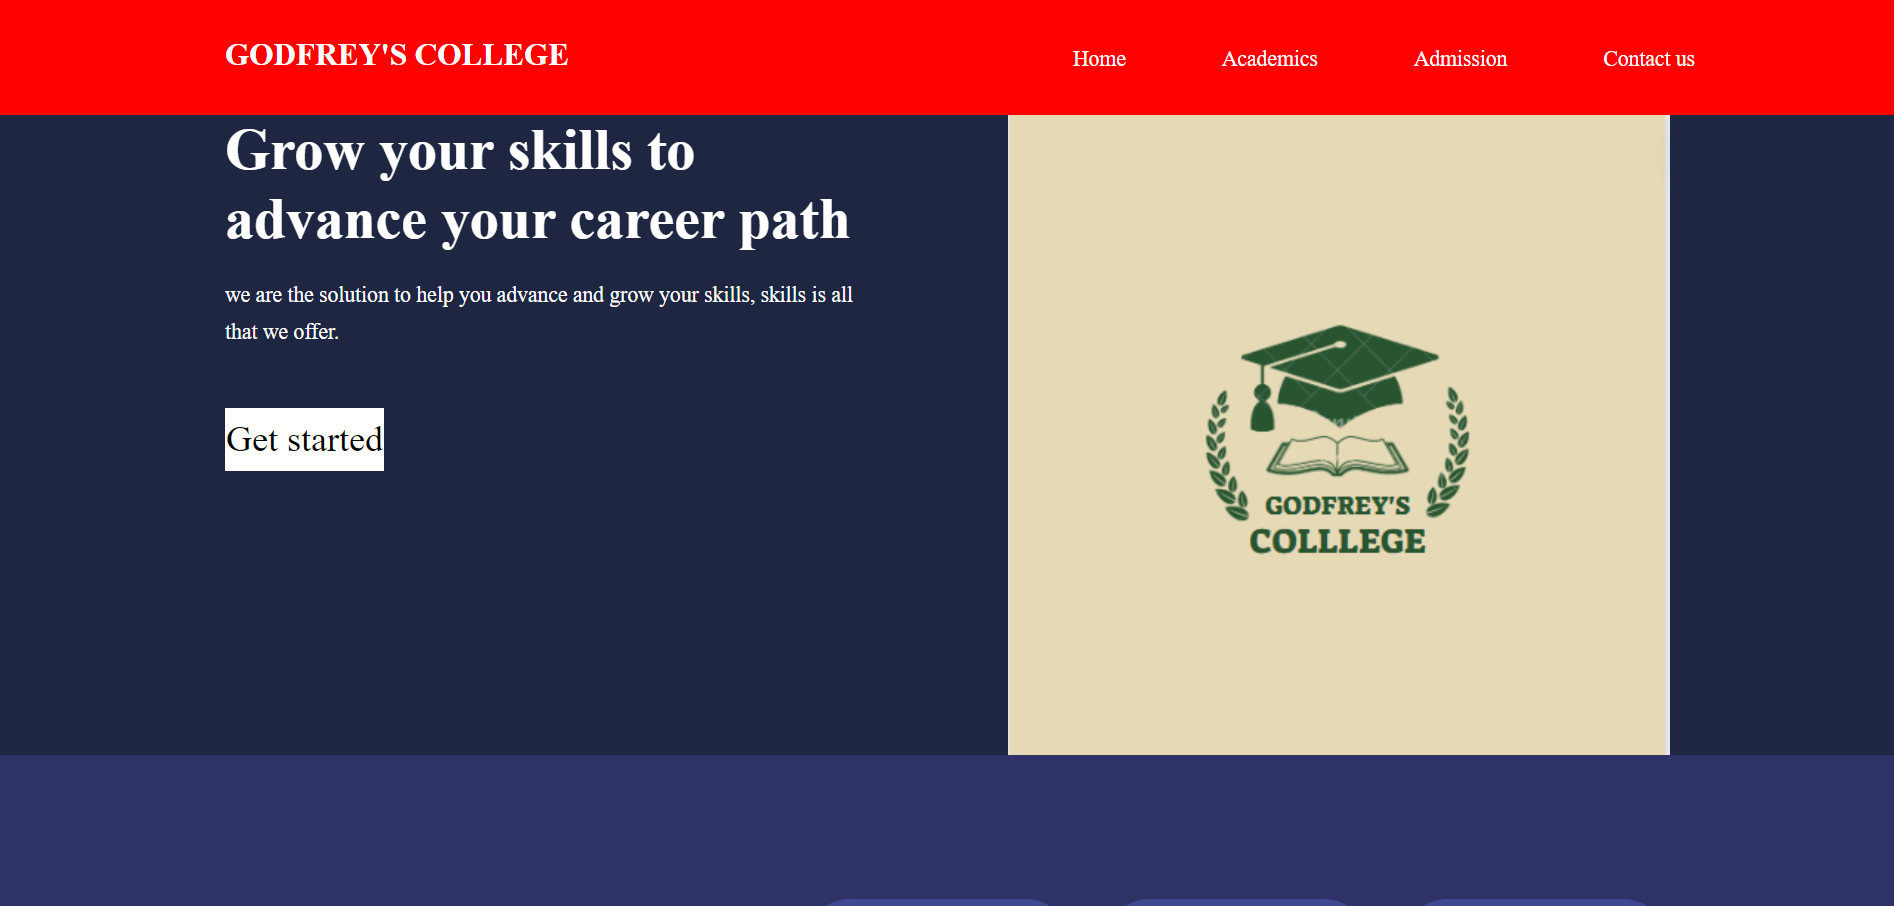 GODFREY'S COLLEGE
Home Academics Admission Contact us
Grow your skills to
advance your career path
we are the solution to help you advance and grow your skills, skills is all
that we offer.
Get started
GODFREY'S
COLLLEGE